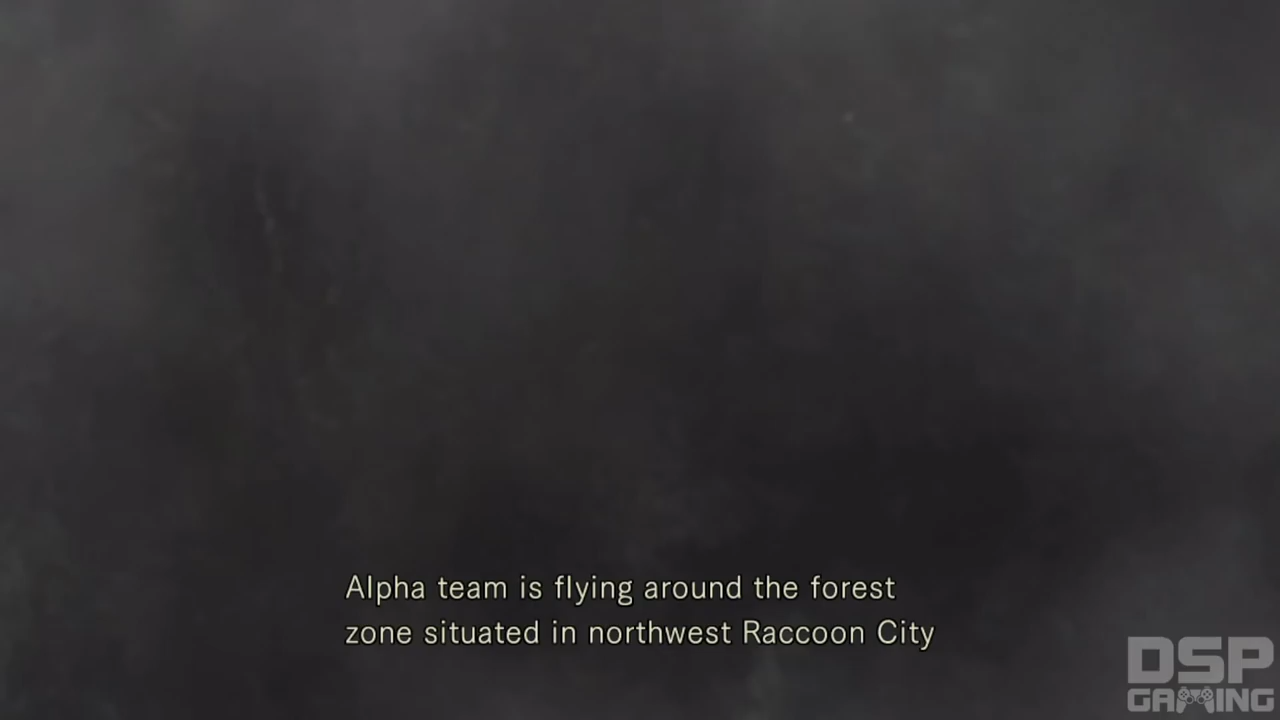 Alpha team is flying around the forest
zone situated in northwest Raccoon City
DSP
GAMING